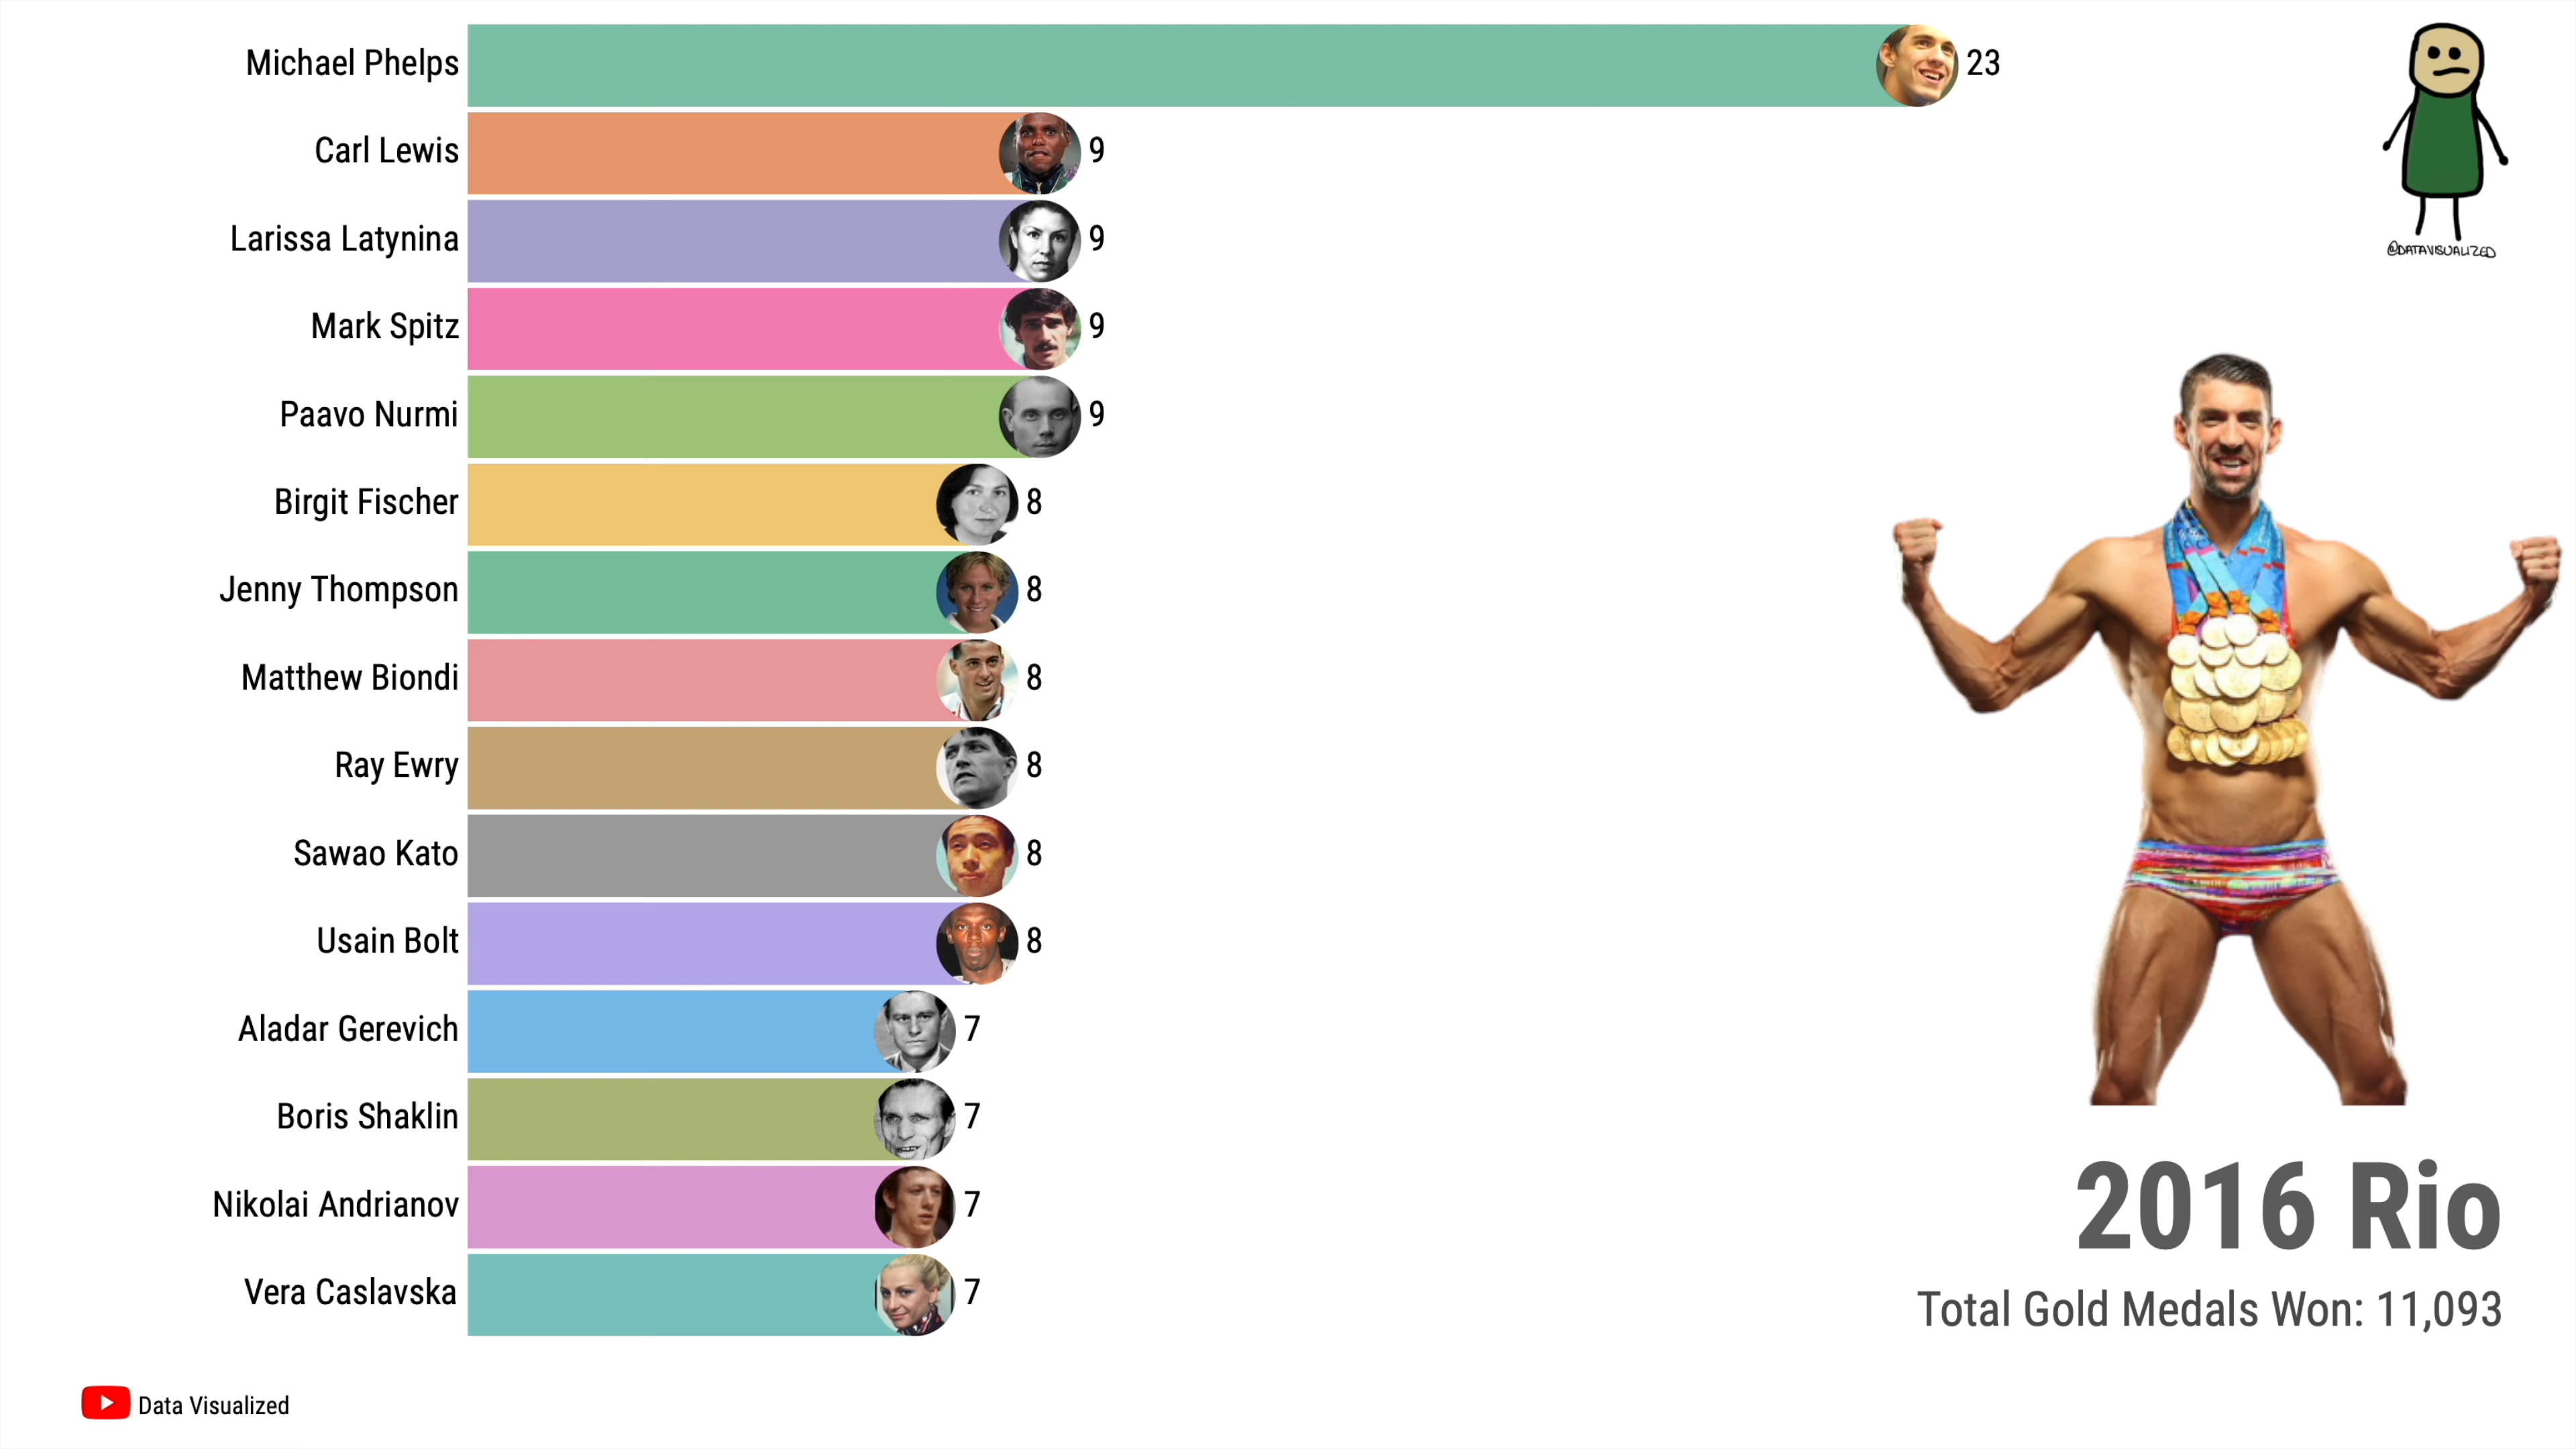 Michael Phelps 23
Carl Lewis 9
Larissa Latynina 9
Mark Spitz 9
Paavo Nurmi 9
Birgit Fischer 8
Jenny Thompson 8
Matthew Biondi 8
Ray Ewry 8
Sawao Kato 8
Usain Bolt 8
Aladar Gerevich 7
Boris Shaklin 7
Nikolai Andrianov 7
Vera Caslavska 7
@DATAVISUALIZED
2016 Rio
Total Gold Medals Won: 11,093
Data Visualized